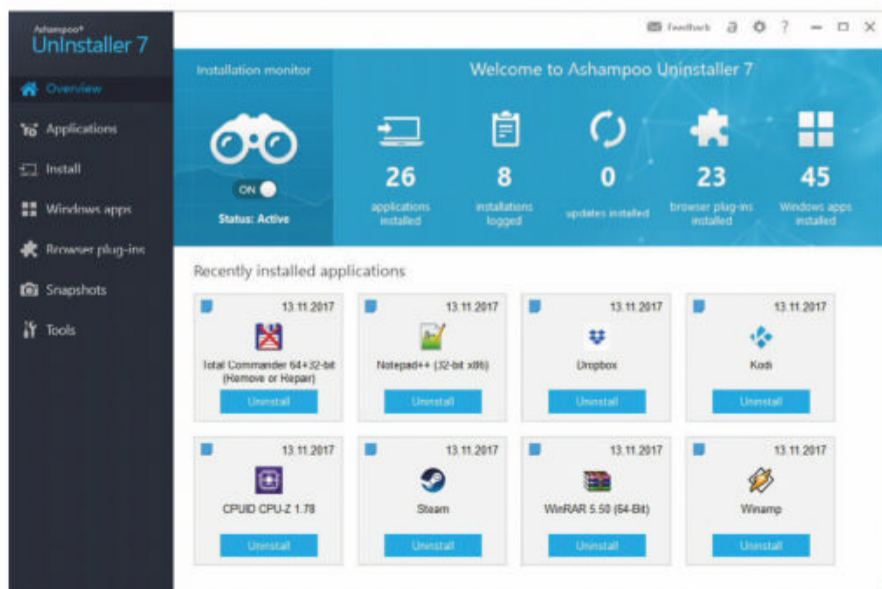 Ashampoo®
UnInstaller 7
Feedback
Overview
Applications
Install
Windows apps
Browser plug-ins
Snapshots
Tools
Installation monitor
ON
Status: Active
Welcome to Ashampoo Uninstaller 7
26
applications
installed
8
installations
logged
0
updates installed
23
browser plug-ins
installed
45
Windows apps
installed
Recently installed applications
13.11.2017
Total Commander 64+32-bit
(Remove or Repair)
Uninstall
13.11.2017
Notepad++ (32-bit x86)
Uninstall
13.11.2017
Dropbox
Uninstall
13.11.2017
Kodi
Uninstall
13.11.2017
CPUID CPU-Z 1.78
Uninstall
13.11.2017
Steam
Uninstall
13.11.2017
WinRAR 5.50 (64-Bit)
Uninstall
13.11.2017
Winamp
Uninstall